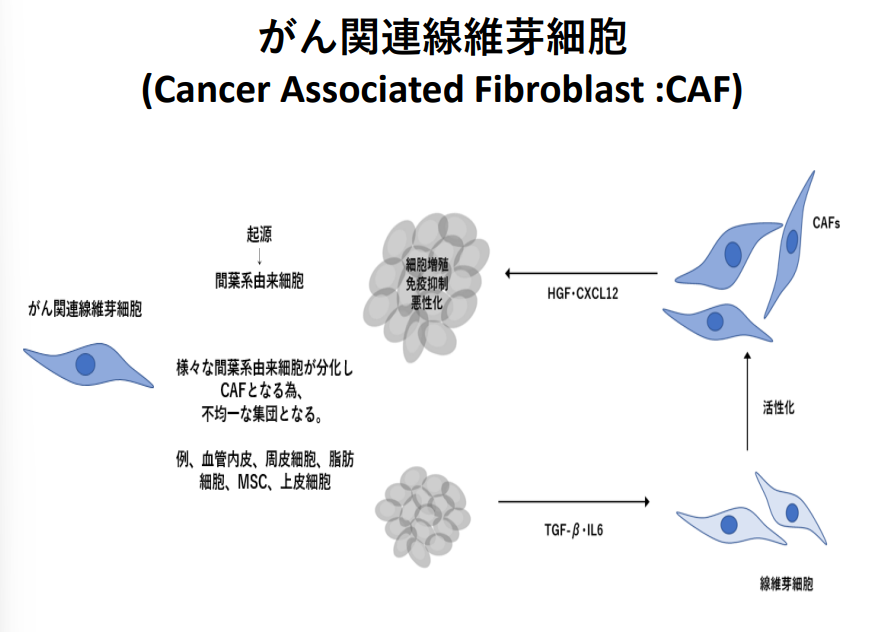 がん関連線維芽細胞
(Cancer Associated Fibroblast :CAF)
がん関連線維芽細胞
起源
↓
間葉系由来細胞
様々な間葉系由来細胞が分化し
CAFとなる為、
不均一な集団となる。
例、血管内皮、周皮細胞、脂肪
細胞、MSC、上皮細胞
細胞増殖
免疫抑制
悪性化
HGF・CXCL12
CAFs
活性化
TGF-β・IL6
線維芽細胞